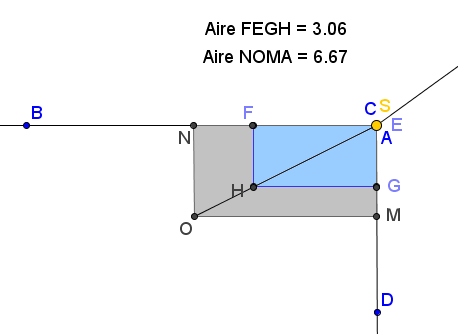 Aire FEGH = 3.06
Aire NOMA = 6.67
B
F
C S
E
N
A
H
G
O
M
D